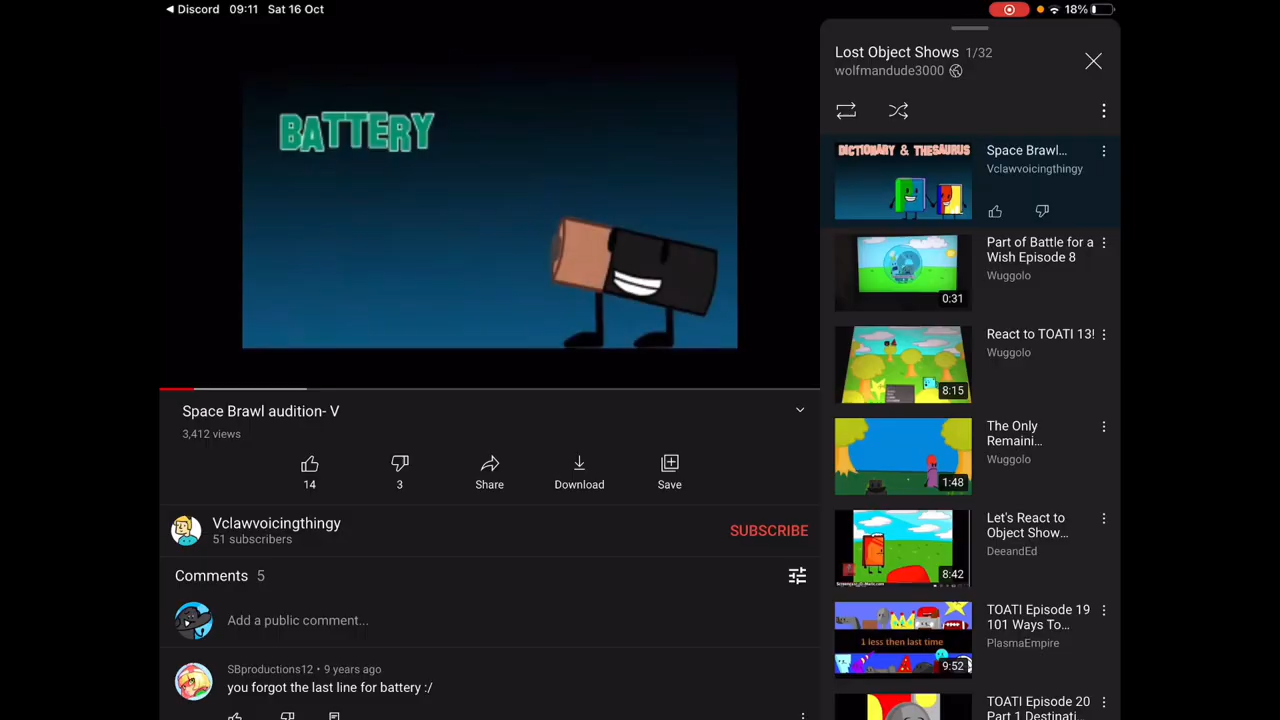 Discord 09:11 Sat 16 Oct
18%
BATTERY
Space Brawl audition- V
3,412 views
14
3
Share
Download
Save
Vclawvoicingthingy
51 subscribers
SUBSCRIBE
Comments 5
Add a public comment...
SBproductions12 • 9 years ago
you forgot the last line for battery :/
Lost Object Shows 1/32
wolfmandude3000
DICTIONARY & THESAURUS
Space Brawl...
Vclawvoicingthingy
Part of Battle for a
Wish Episode 8
Wuggolo
0:31
React to TOATI 13!
Wuggolo
8:15
The Only
Remaini...
Wuggolo
1:48
Let's React to
Object Show...
DeeandEd
8:42
TOATI Episode 19
101 Ways To...
PlasmaEmpire
1 less then last time
9:52
TOATI Episode 20
Part 1 Destinati...